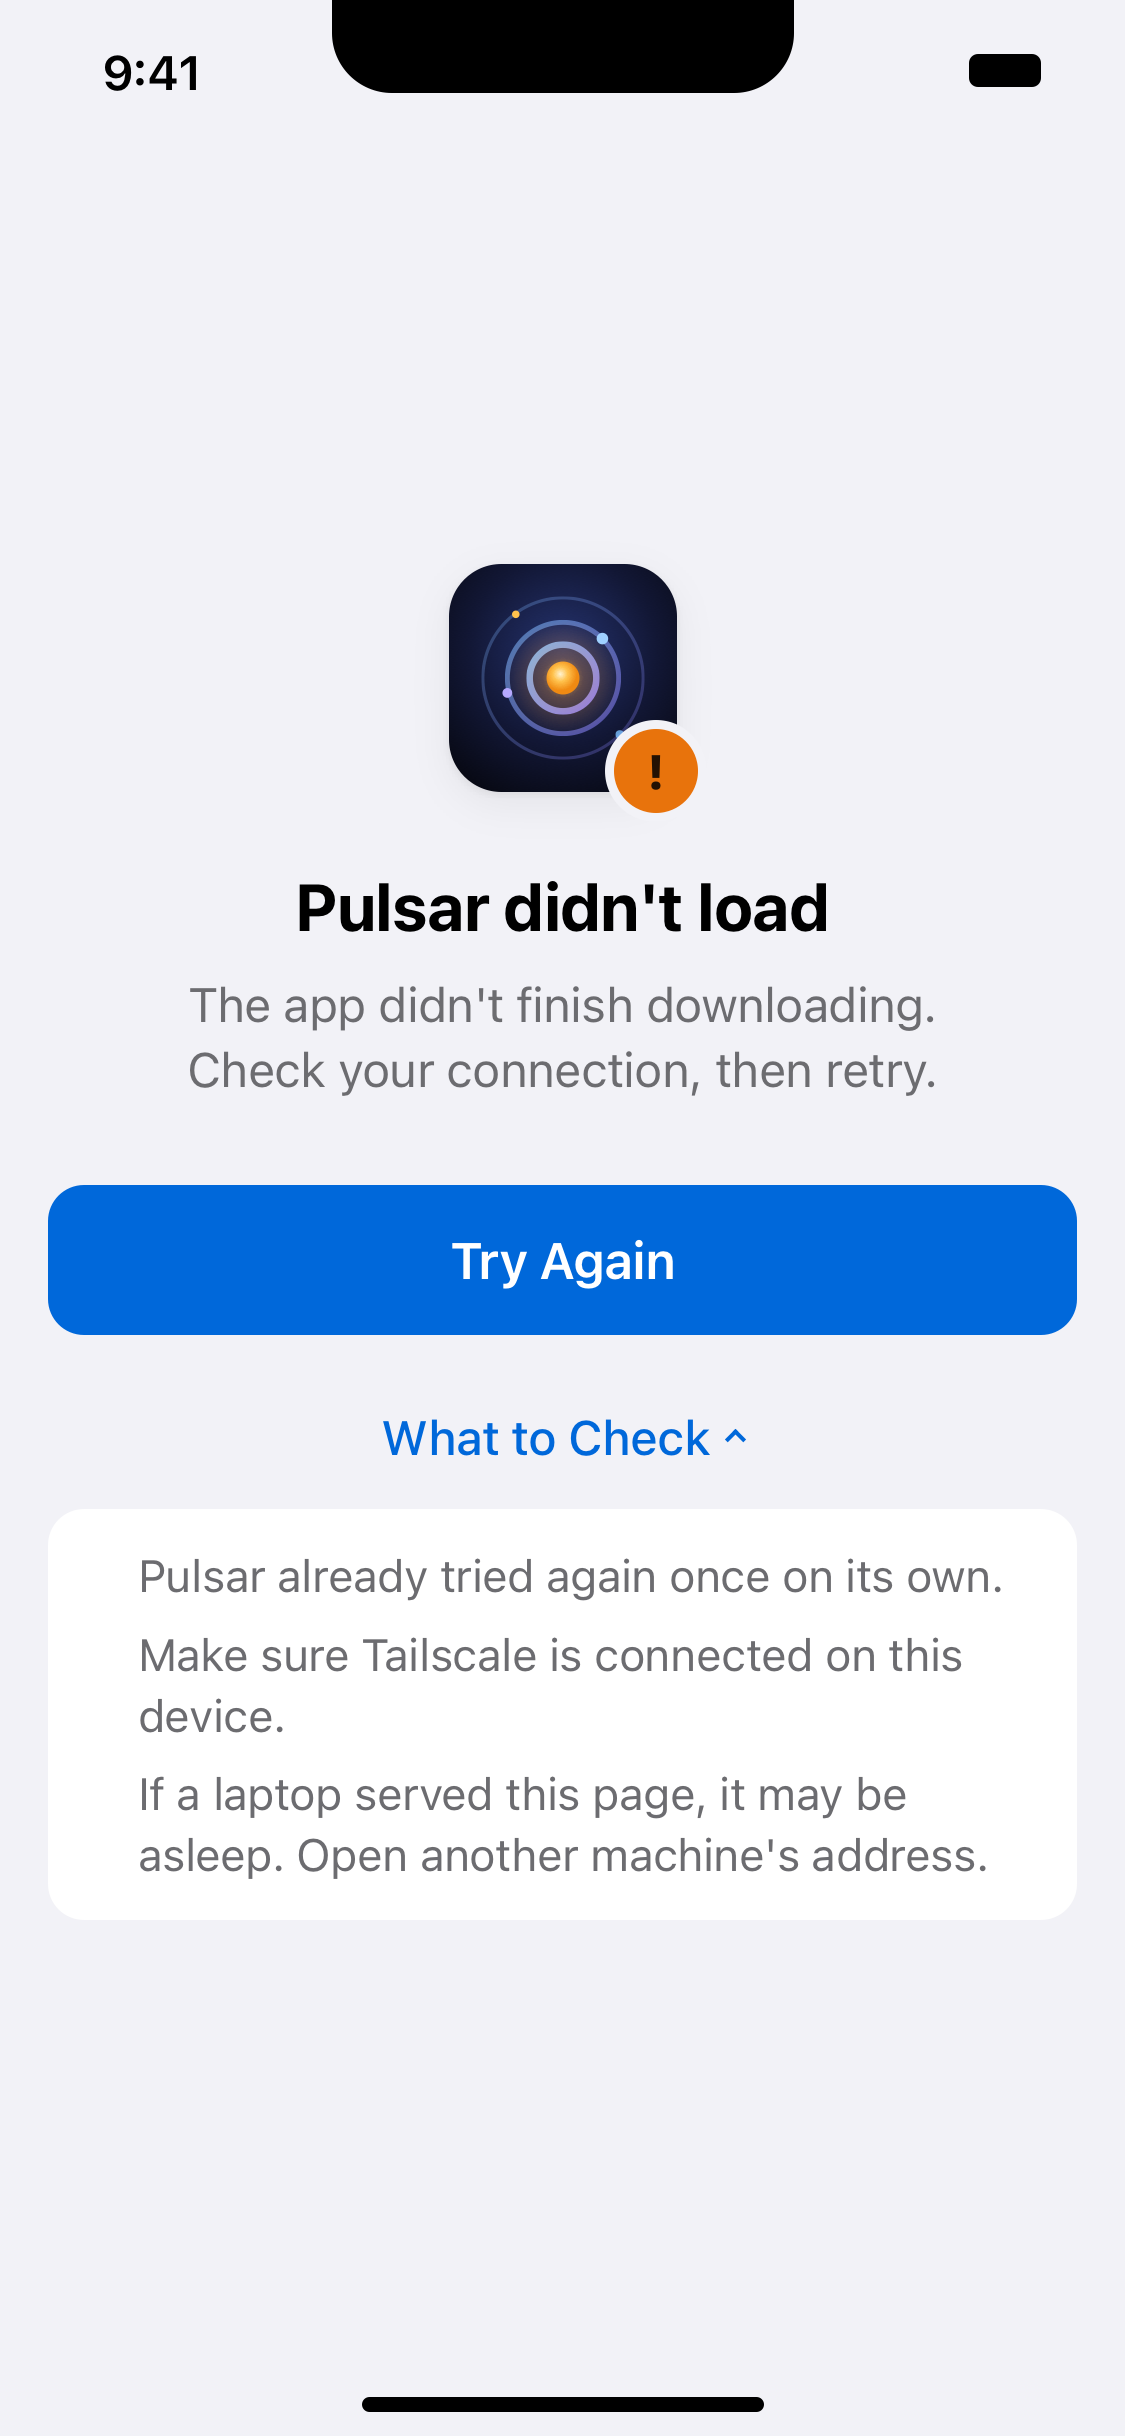 9:41
!
Pulsar didn't load
The app didn't finish downloading.
Check your connection, then retry.
Try Again
What to Check
Pulsar already tried again once on its own.
Make sure Tailscale is connected on this
device.
If a laptop served this page, it may be
asleep. Open another machine's address.